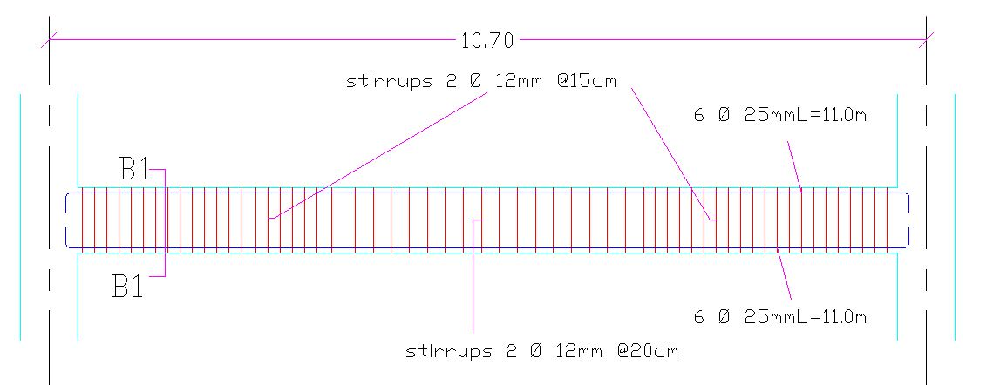 10.70
stirrups 2 Ø 12mm @15cm
6 Ø 25mmL=11.0m
B1
B1
6 Ø 25mmL=11.0m
stirrups 2 Ø 12mm @20cm